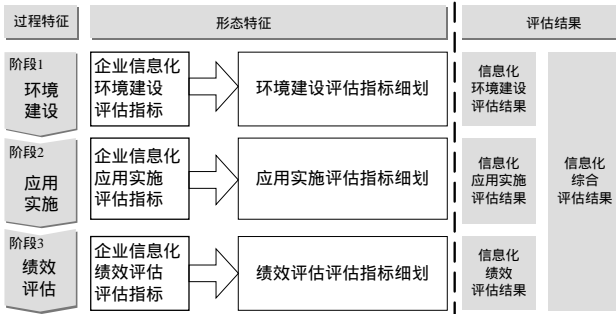 过程特征
形态特征
评估结果
阶段1
环境
建设
企业信息化
环境建设
评估指标
环境建设评估指标细划
信息化
环境建设
评估结果
阶段2
应用
实施
企业信息化
应用实施
评估指标
应用实施评估指标细划
信息化
应用实施
评估结果
信息化
综合
评估结果
阶段3
绩效
评估
企业信息化
绩效评估
评估指标
绩效评估评估指标细划
信息化
绩效
评估结果